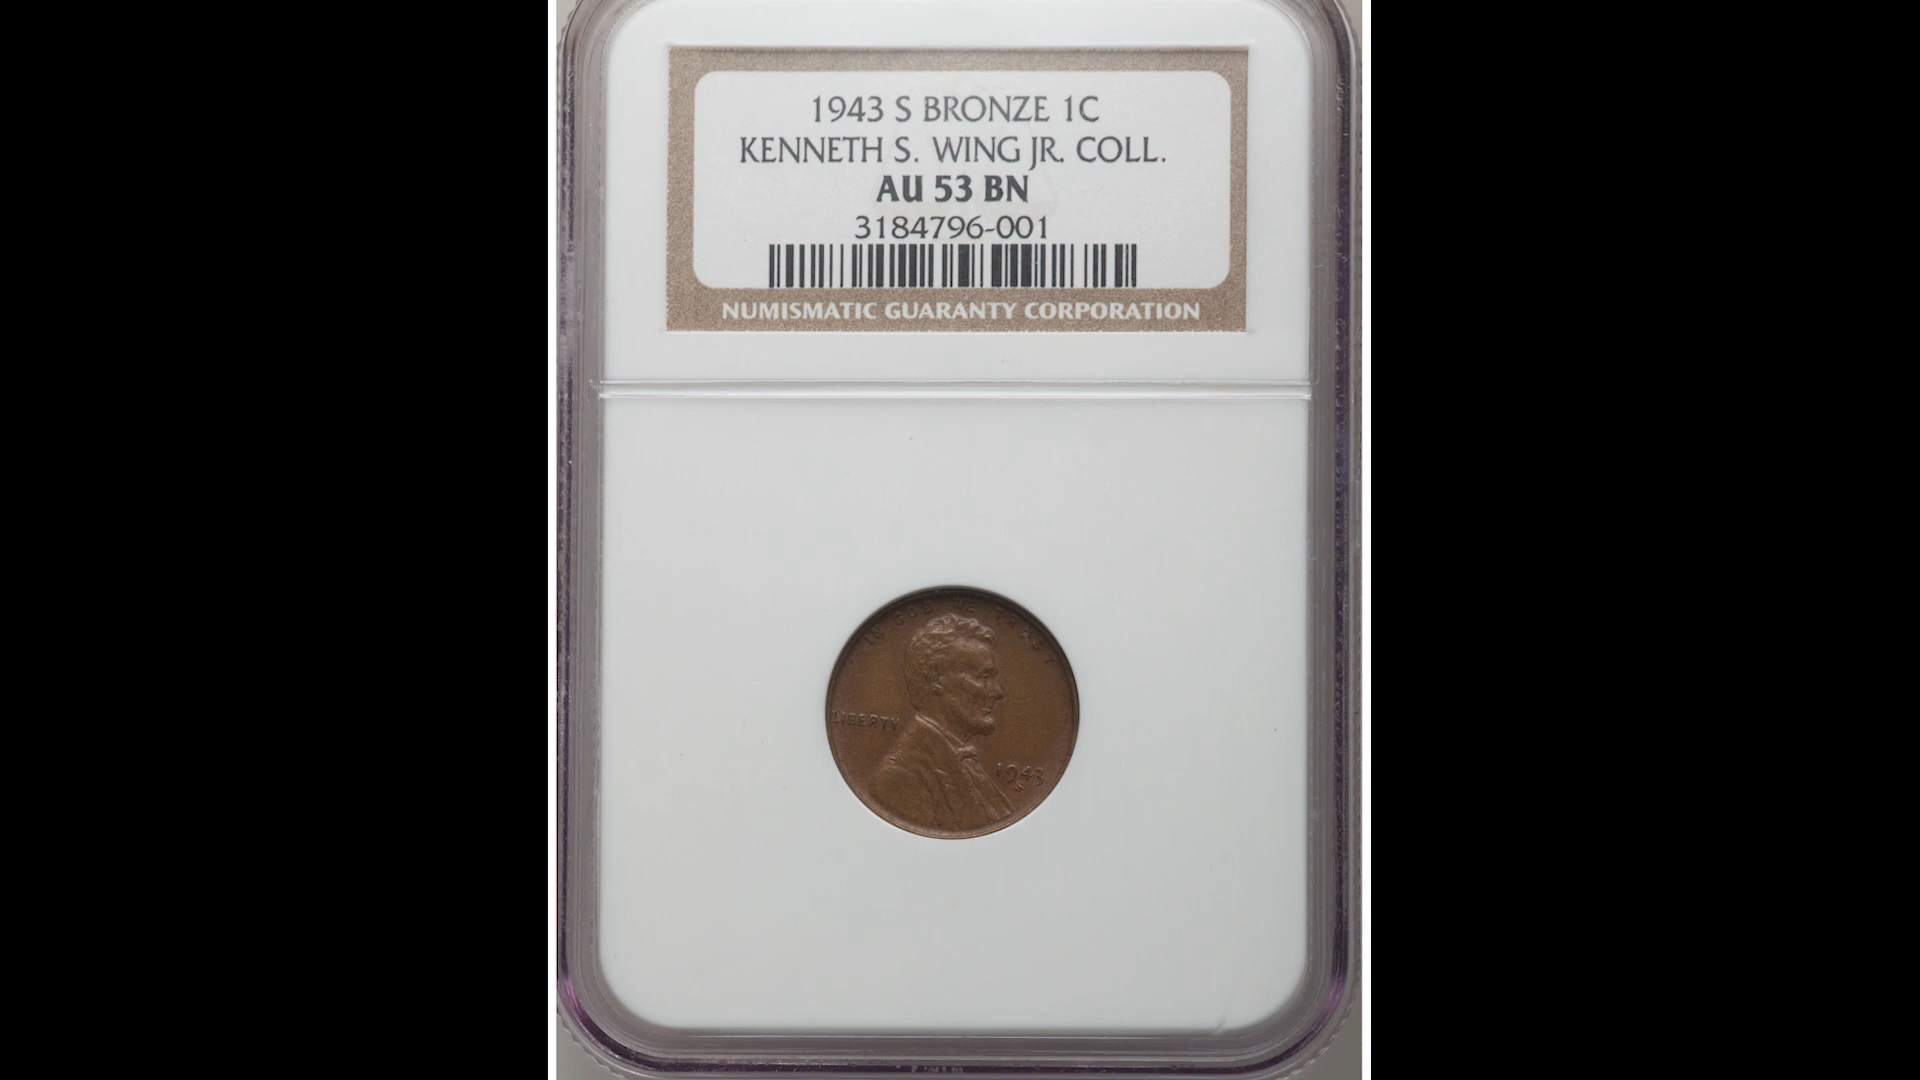 1943 S BRONZE 1C
KENNETH S. WING JR. COLL.
AU 53 BN
3184796-001
NUMISMATIC GUARANTY CORPORATION
IN GOD WE TRUST
LIBERTY
1943
S